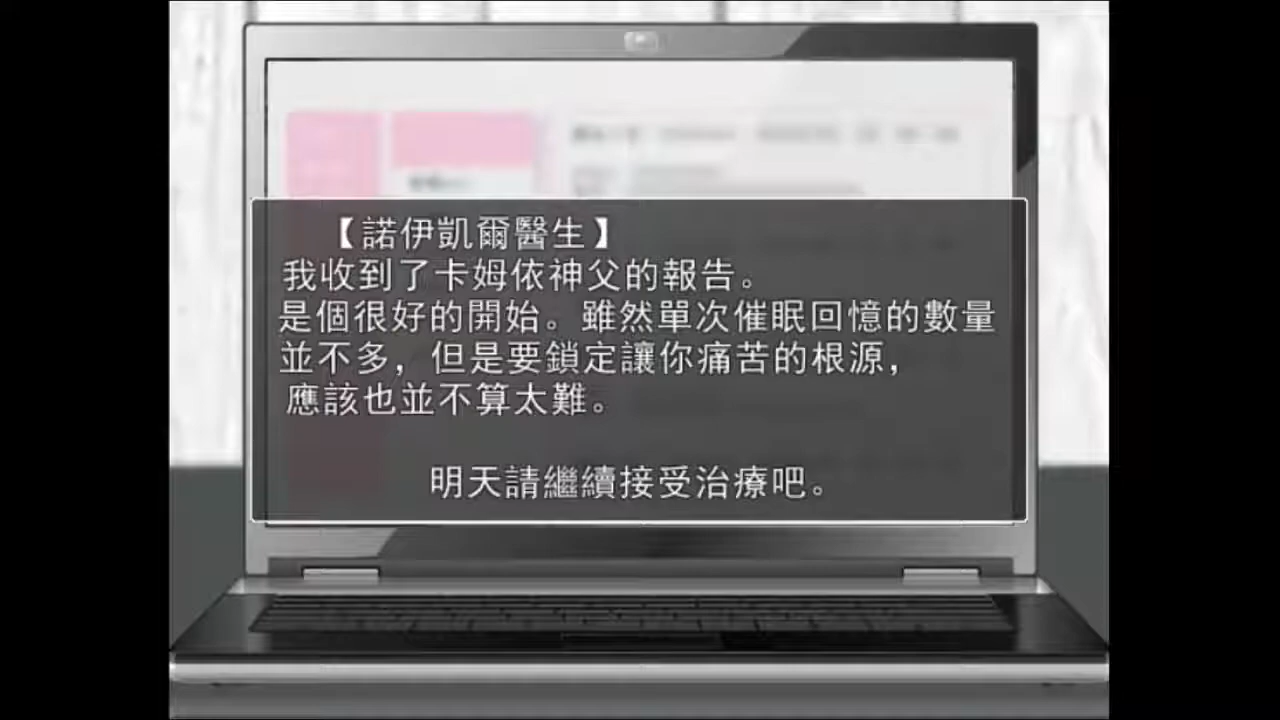 【諾伊凱爾醫生】
我收到了卡姆依神父的報告。
是個很好的開始。雖然單次催眠回憶的數量
並不多，但是要鎖定讓你痛苦的根源，
應該也並不算太難。
明天請繼續接受治療吧。